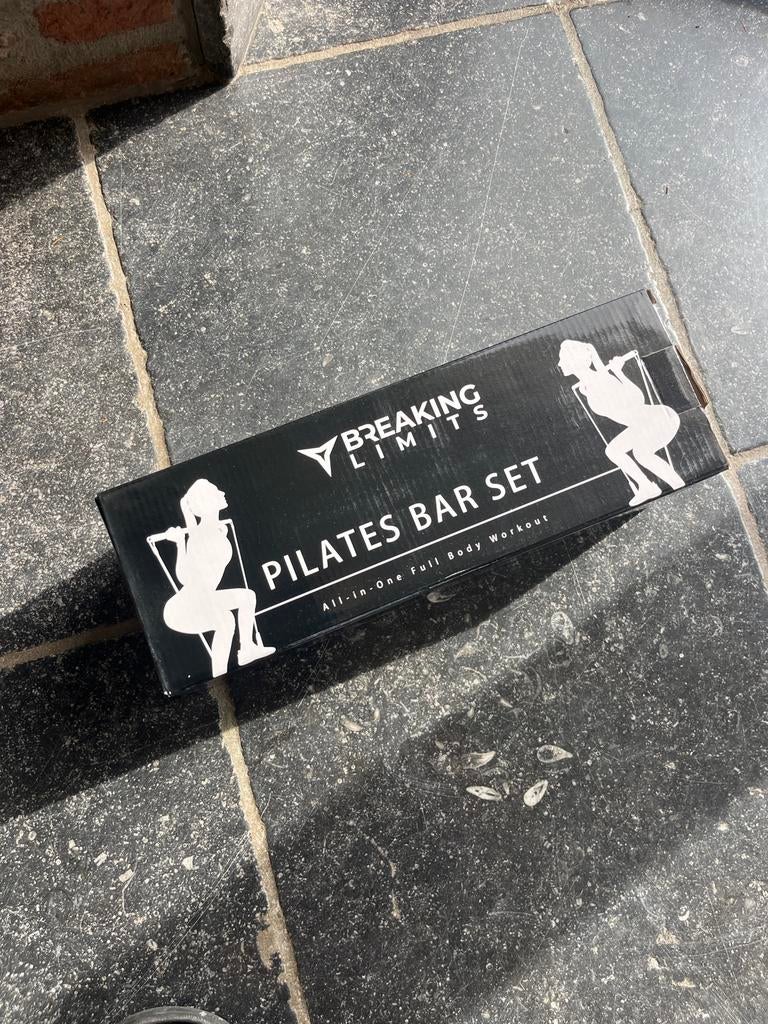 BREAKING
LIMITS
PILATES BAR SET
All-in-One Full Body Workout